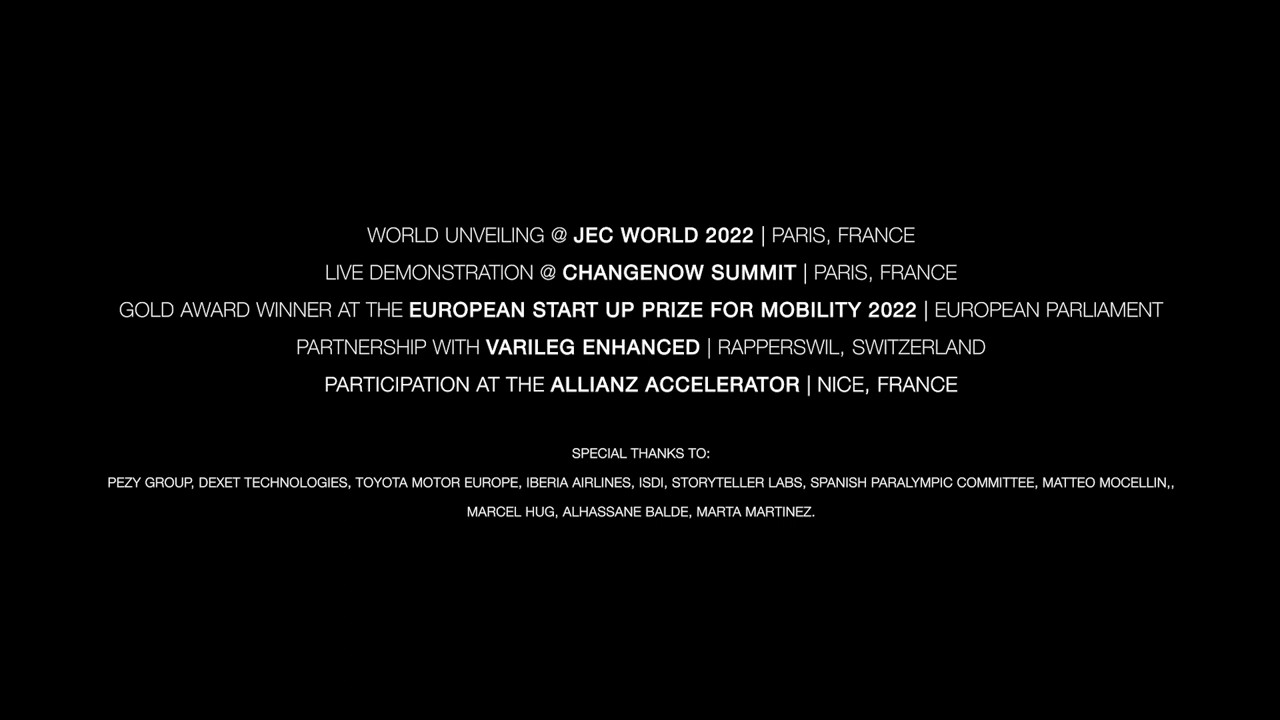 WORLD UNVEILING @ JEC WORLD 2022 | PARIS, FRANCE
LIVE DEMONSTRATION @ CHANGENOW SUMMIT | PARIS, FRANCE
GOLD AWARD WINNER AT THE EUROPEAN START UP PRIZE FOR MOBILITY 2022 | EUROPEAN PARLIAMENT
PARTNERSHIP WITH VARILEG ENHANCED | RAPPERSWIL, SWITZERLAND
PARTICIPATION AT THE ALLIANZ ACCELERATOR | NICE, FRANCE
SPECIAL THANKS TO:
PEZY GROUP, DEXET TECHNOLOGIES, TOYOTA MOTOR EUROPE, IBERIA AIRLINES, ISDI, STORYTELLER LABS, SPANISH PARALYMPIC COMMITTEE, MATTEO MOCELLIN,,
MARCEL HUG, ALHASSANE BALDE, MARTA MARTINEZ.